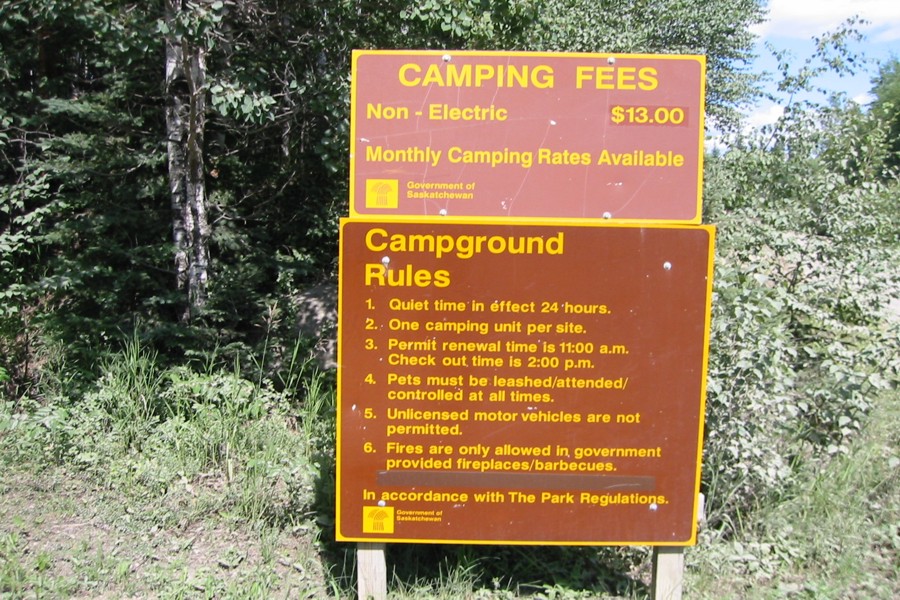 CAMPING FEES
Non - Electric $13.00
Monthly Camping Rates Available
Government of
Saskatchewan
Campground
Rules
1. Quiet time in effect 24 hours.
2. One camping unit per site.
3. Permit renewal time is 11:00 a.m.
Check out time is 2:00 p.m.
4. Pets must be leashed/attended/
controlled at all times.
5. Unlicensed motor vehicles are not
permitted.
6. Fires are only allowed in government
provided fireplaces/barbecues.
In accordance with The Park Regulations.
Government of
Saskatchewan